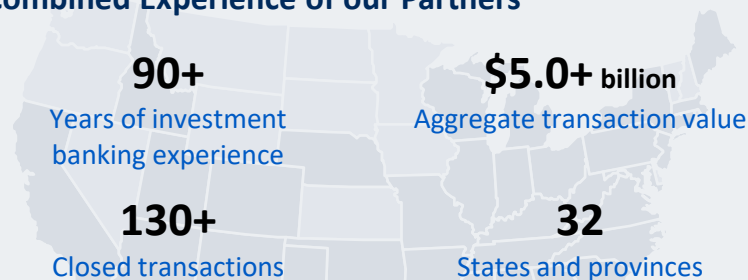 Combined Experience of our Partners
90+
Years of investment
banking experience
$5.0+ billion
Aggregate transaction value
130+
Closed transactions
32
States and provinces